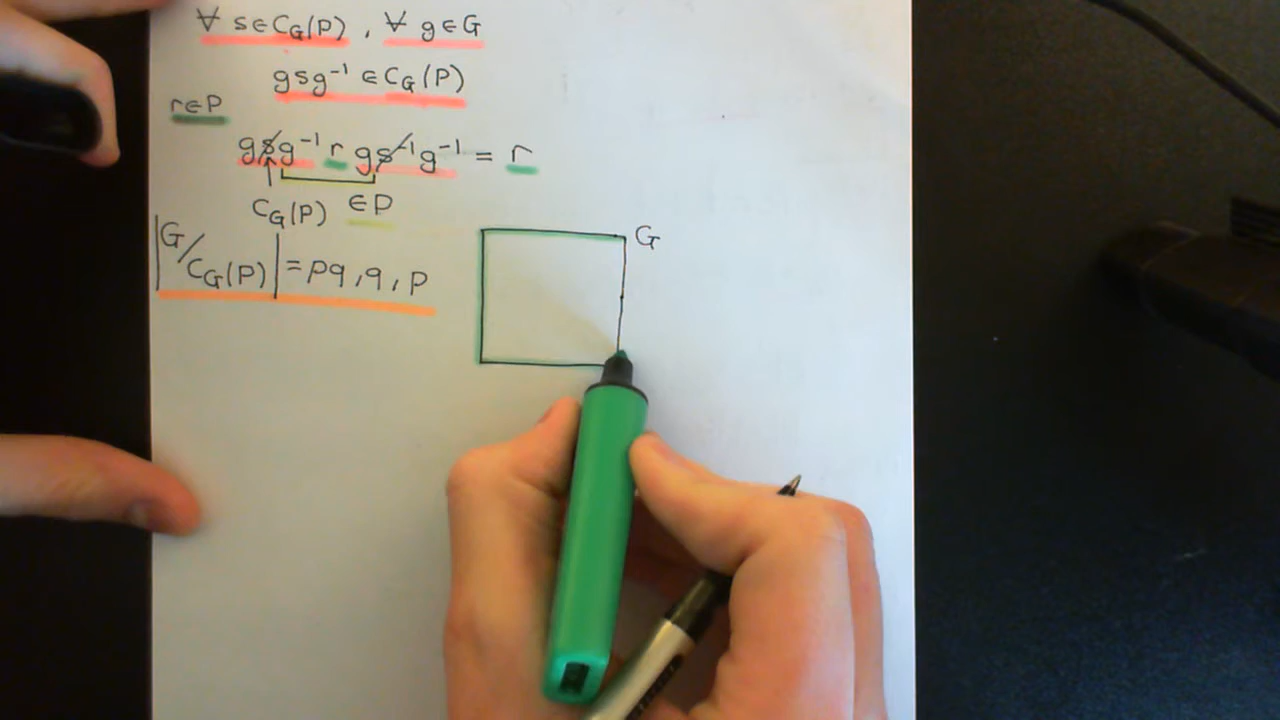 ∀ s∈C_G(P) , ∀ g∈G
gsg⁻¹ ∈ C_G(P)
r∈P
gsg⁻¹ r gs⁻¹g⁻¹ = r
C_G(P) ∈P
|G/C_G(P)| = pq, q, p
G